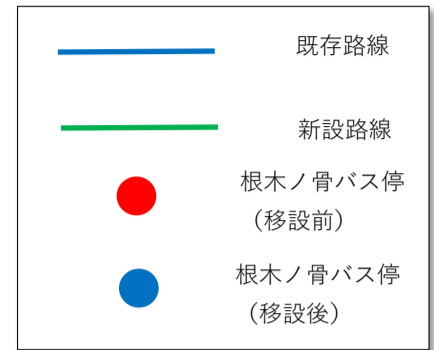 既存路線
新設路線
根木ノ骨バス停
（移設前）
根木ノ骨バス停
（移設後）